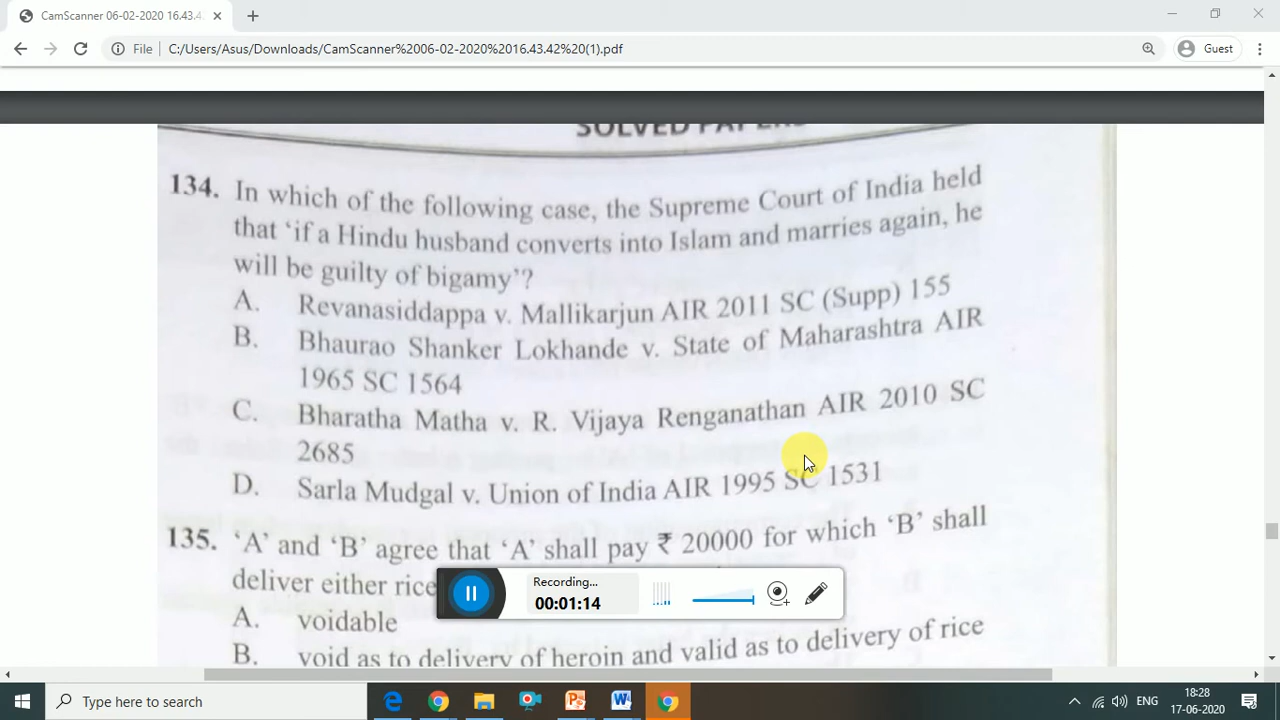 CamScanner 06-02-2020 16.43.4
File C:/Users/Asus/Downloads/CamScanner%2006-02-2020%2016.43.42%20(1).pdf Guest
SOLVED PAPERS
134. In which of the following case, the Supreme Court of India held
that ‘if a Hindu husband converts into Islam and marries again, he
will be guilty of bigamy’?
A. Revanasiddappa v. Mallikarjun AIR 2011 SC (Supp) 155
B. Bhaurao Shanker Lokhande v. State of Maharashtra AIR
1965 SC 1564
C. Bharatha Matha v. R. Vijaya Renganathan AIR 2010 SC
2685
D. Sarla Mudgal v. Union of India AIR 1995 SC 1531
135. ‘A’ and ‘B’ agree that ‘A’ shall pay ₹ 20000 for which ‘B’ shall
deliver either rice
A. voidable
B. void as to delivery of heroin and valid as to delivery of rice
Recording...
00:01:14
Type here to search
ENG
18:28
17-06-2020